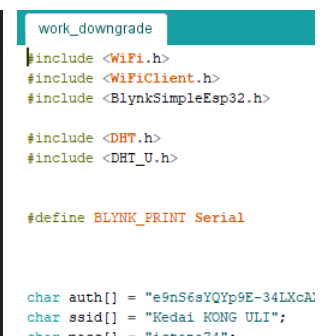 work_downgrade
#include <WiFi.h>
#include <WiFiClient.h>
#include <BlynkSimpleEsp32.h>
#include <DHT.h>
#include <DHT_U.h>
#define BLYNK_PRINT Serial
char auth[] = "e9nS6sYQYp9E-34LXcA
char ssid[] = "Kedai KONG ULI";
char